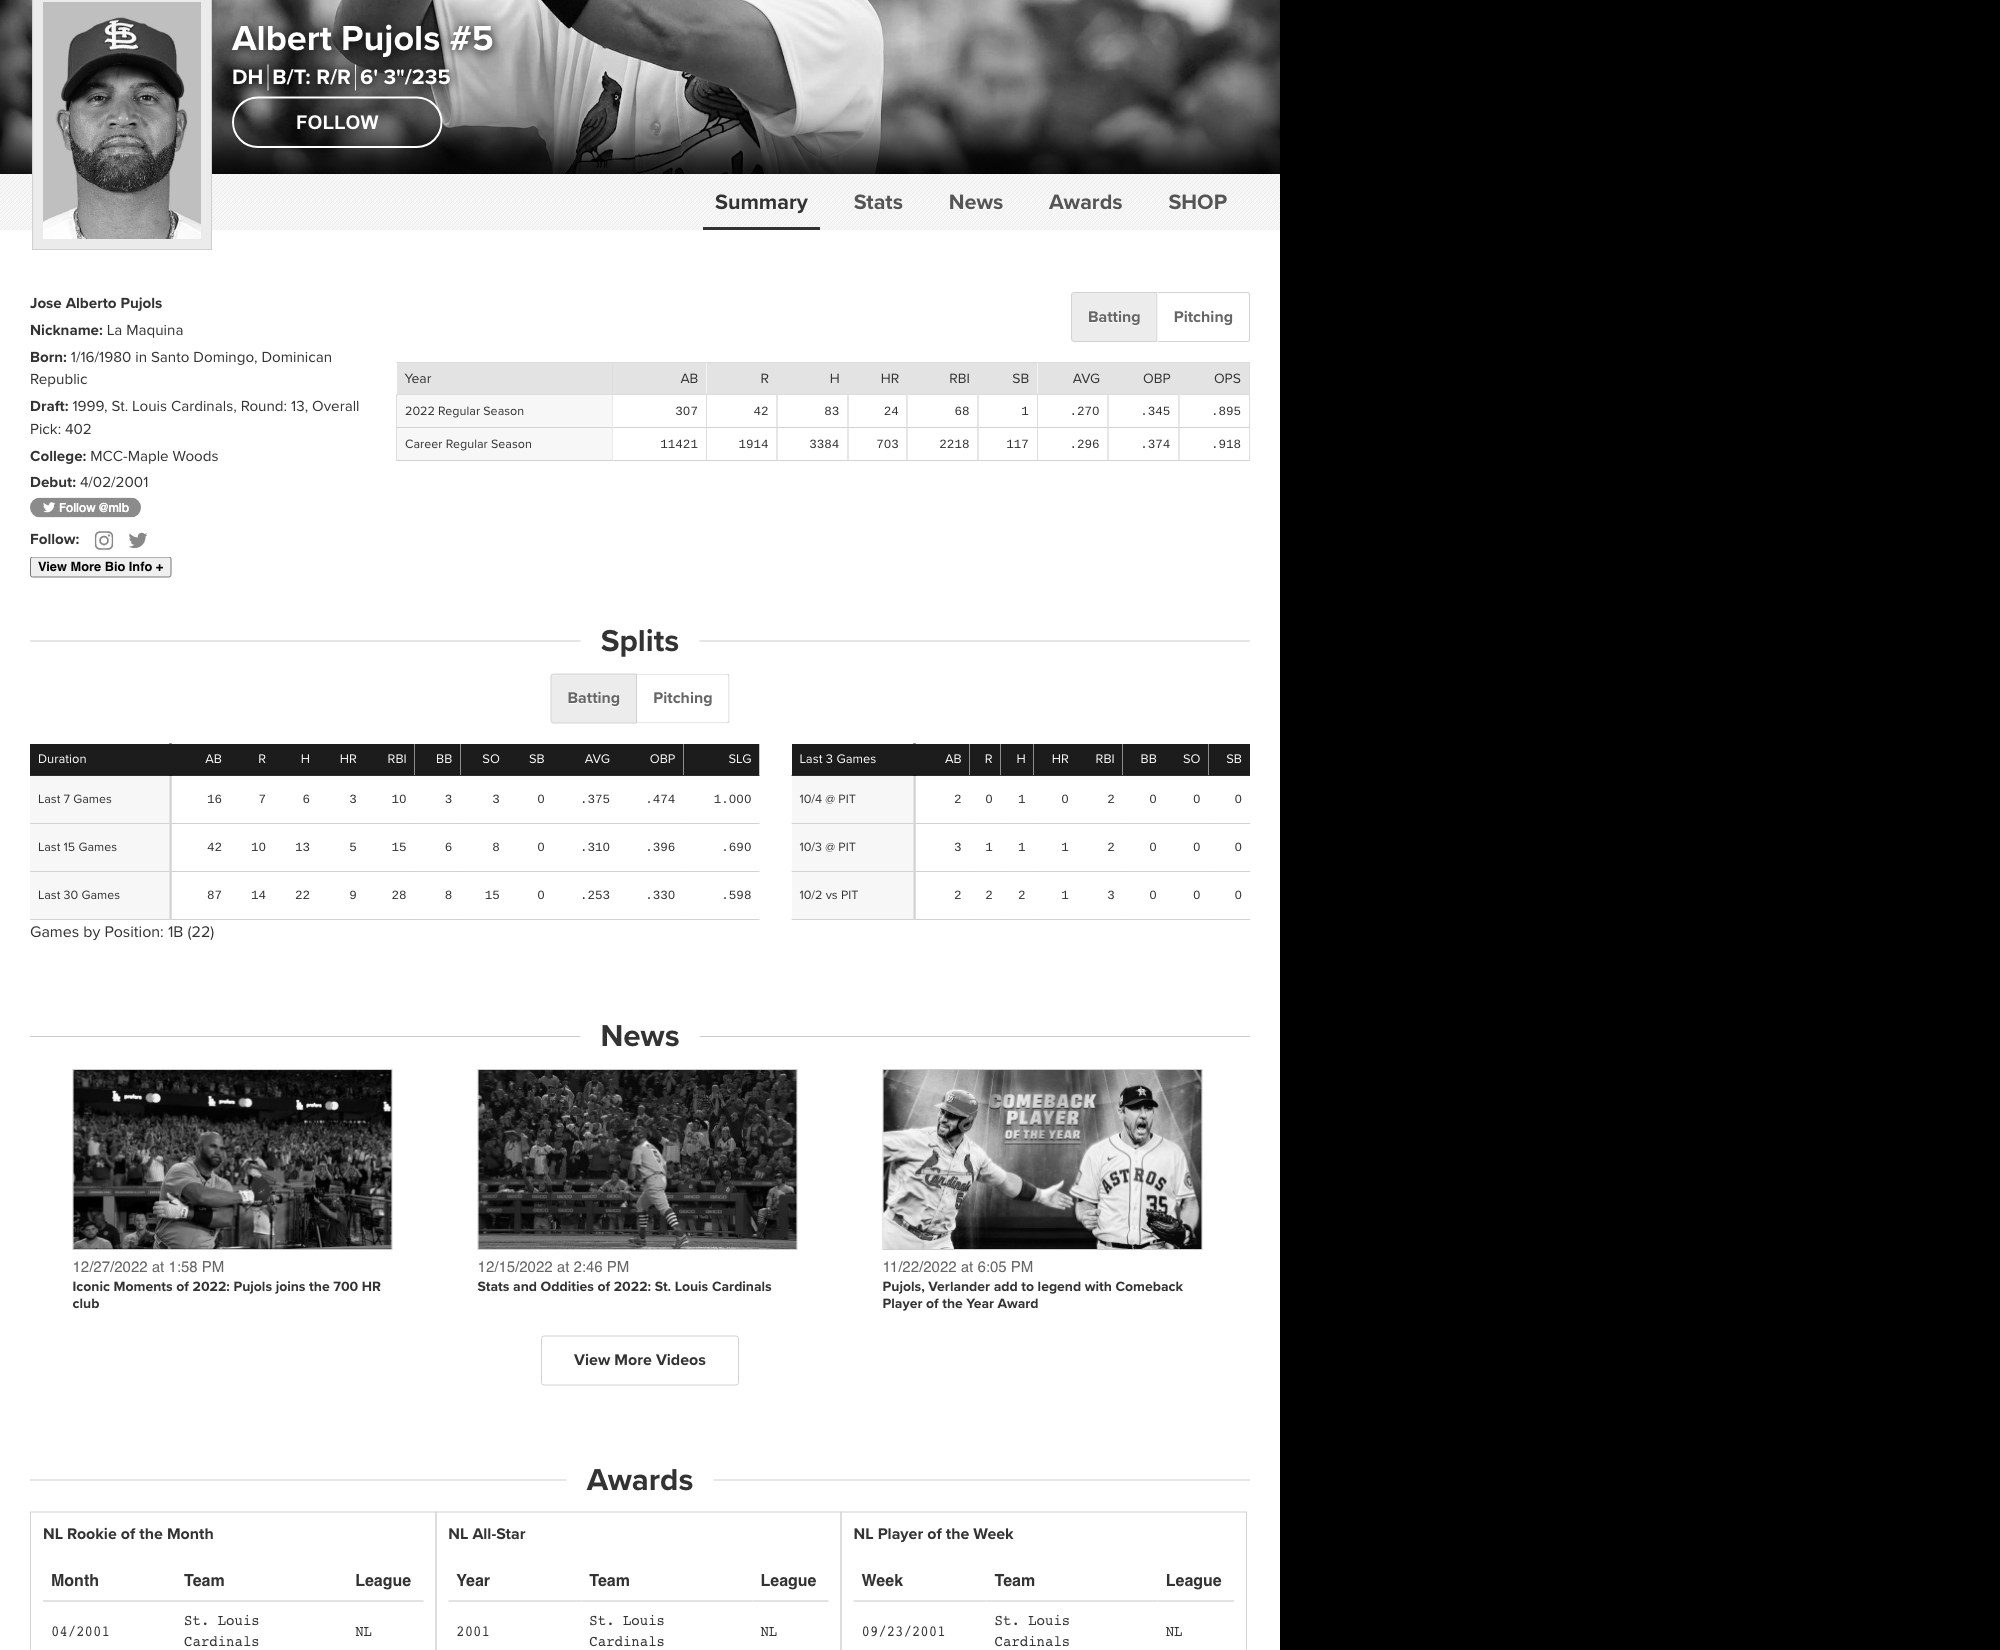 Albert Pujols #5
DH B/T: R/R 6' 3"/235
FOLLOW
Summary Stats News Awards SHOP
Jose Alberto Pujols
Nickname: La Maquina
Born: 1/16/1980 in Santo Domingo, Dominican
Republic
Draft: 1999, St. Louis Cardinals, Round: 13, Overall
Pick: 402
College: MCC-Maple Woods
Debut: 4/02/2001
Follow @mlb
Follow:
View More Bio Info +
Batting Pitching
Year AB R H HR RBI SB AVG OBP OPS
2022 Regular Season 307 42 83 24 68 1 .270 .345 .895
Career Regular Season 11421 1914 3384 703 2218 117 .296 .374 .918
Splits
Batting Pitching
Duration AB R H HR RBI BB SO SB AVG OBP SLG
Last 7 Games 16 7 6 3 10 3 3 0 .375 .474 1.000
Last 15 Games 42 10 13 5 15 6 8 0 .310 .396 .690
Last 30 Games 87 14 22 9 28 8 15 0 .253 .330 .598
Last 3 Games AB R H HR RBI BB SO SB
10/4 @ PIT 2 0 1 0 2 0 0 0
10/3 @ PIT 3 1 1 1 2 0 0 0
10/2 vs PIT 2 2 2 1 3 0 0 0
Games by Position: 1B (22)
News
COMEBACK
PLAYER
OF THE YEAR
Cardinals
5
ASTROS
35
12/27/2022 at 1:58 PM
Iconic Moments of 2022: Pujols joins the 700 HR
club
12/15/2022 at 2:46 PM
Stats and Oddities of 2022: St. Louis Cardinals
11/22/2022 at 6:05 PM
Pujols, Verlander add to legend with Comeback
Player of the Year Award
View More Videos
Awards
NL Rookie of the Month
Month Team League
04/2001 St. Louis NL
Cardinals
NL All-Star
Year Team League
2001 St. Louis NL
Cardinals
NL Player of the Week
Week Team League
09/23/2001 St. Louis NL
Cardinals